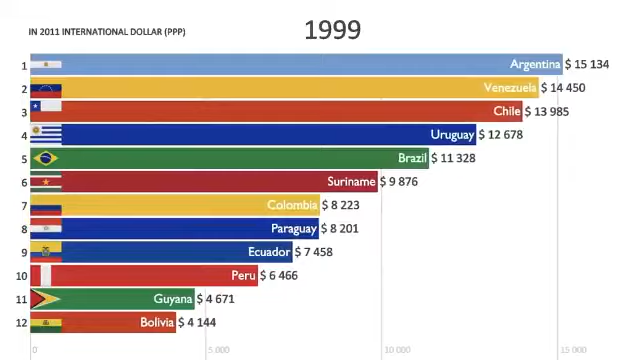 IN 2011 INTERNATIONAL DOLLAR (PPP)
1999
1 Argentina $ 15 134
2 Venezuela $ 14 450
3 Chile $ 13 985
4 Uruguay $ 12 678
5 Brazil $ 11 328
6 Suriname $ 9 876
7 Colombia $ 8 223
8 Paraguay $ 8 201
9 Ecuador $ 7 458
10 Peru $ 6 466
11 Guyana $ 4 671
12 Bolivia $ 4 144
0 5 000 10 000 15 000